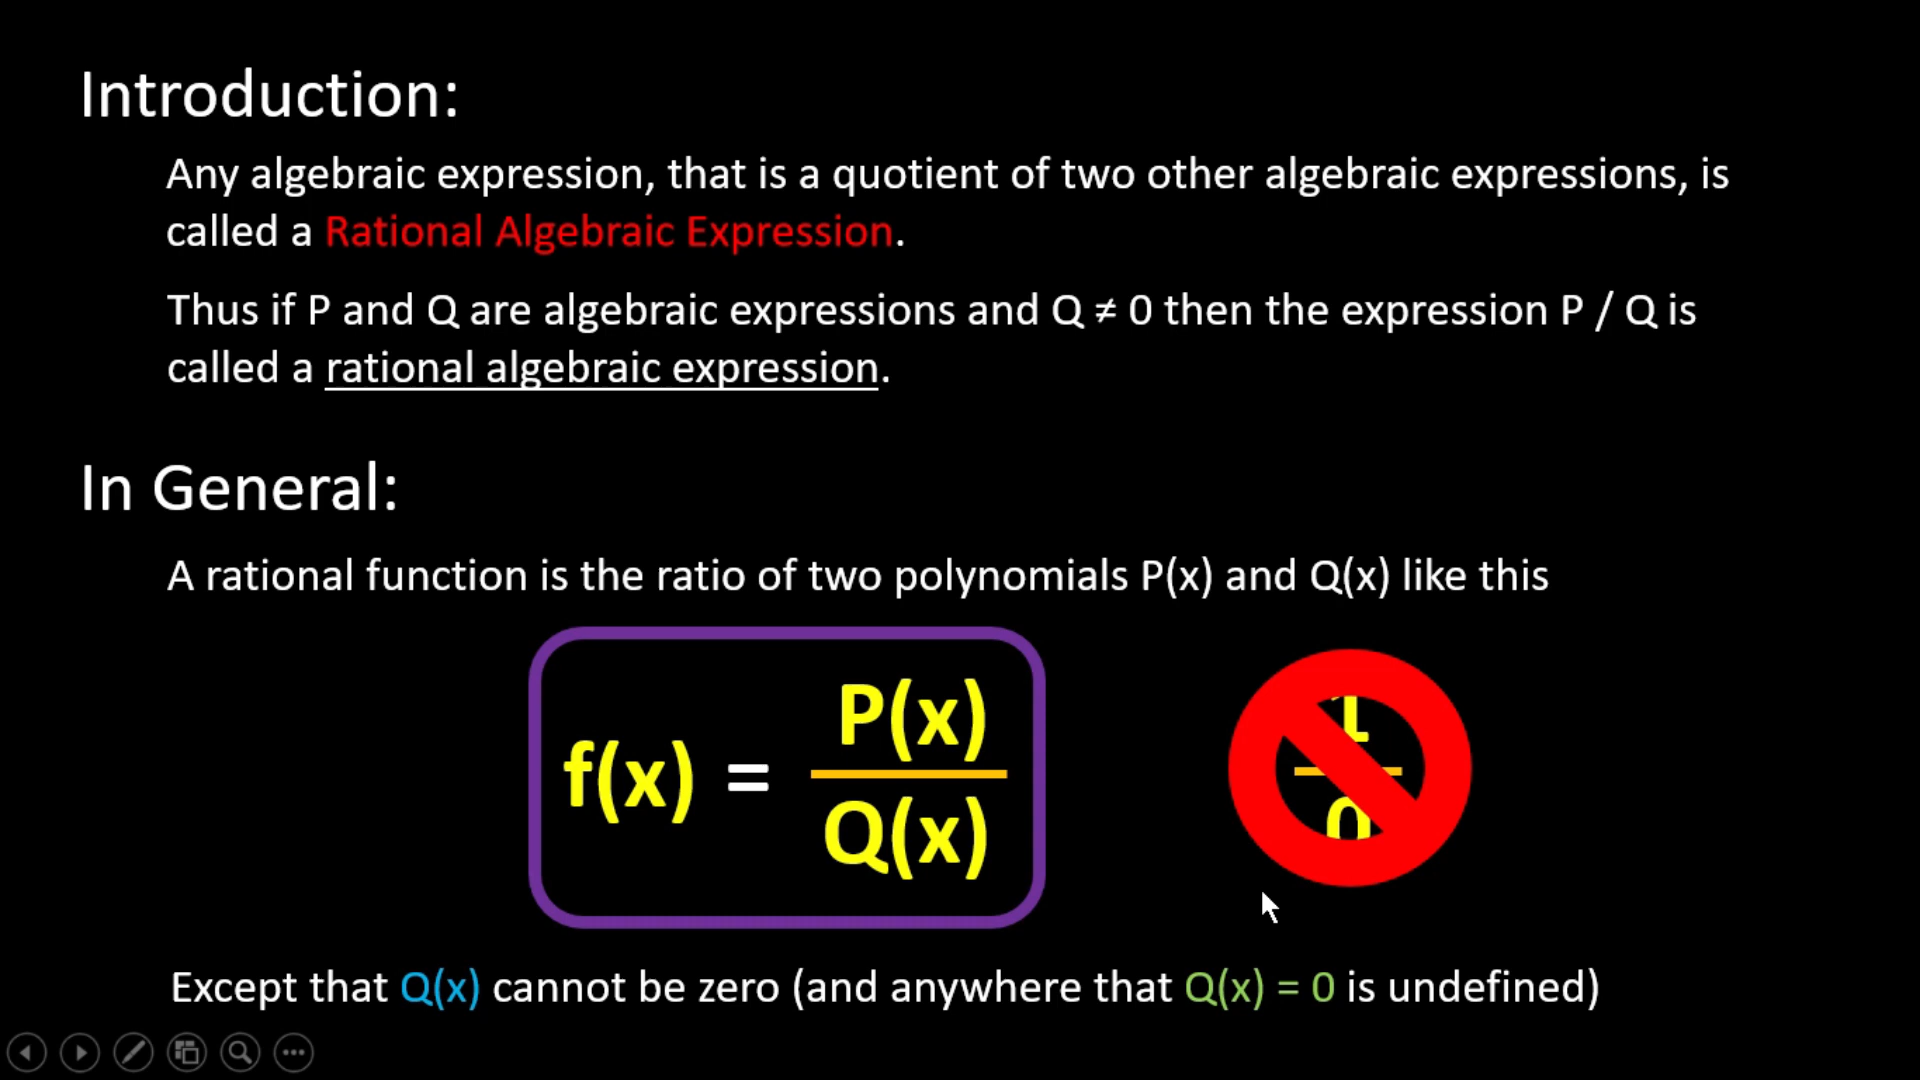 Introduction:
Any algebraic expression, that is a quotient of two other algebraic expressions, is
called a Rational Algebraic Expression.
Thus if P and Q are algebraic expressions and Q ≠ 0 then the expression P / Q is
called a rational algebraic expression.
In General:
A rational function is the ratio of two polynomials P(x) and Q(x) like this
f(x) = P(x) / Q(x)
1
0
Except that Q(x) cannot be zero (and anywhere that Q(x) = 0 is undefined)